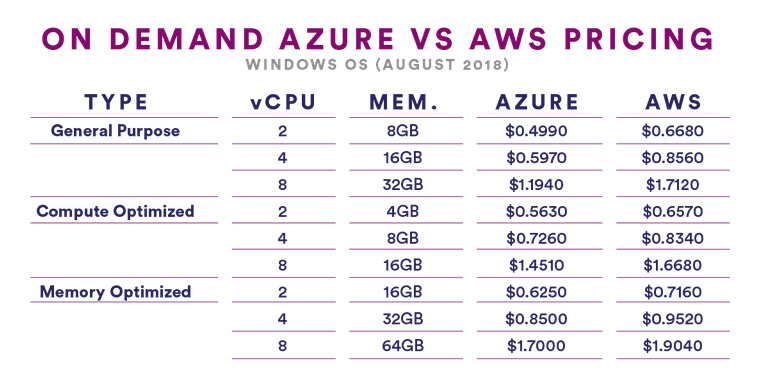 ON DEMAND AZURE VS AWS PRICING
WINDOWS OS (AUGUST 2018)
TYPE vCPU MEM. AZURE AWS
General Purpose 2 8GB $0.4990 $0.6680
4 16GB $0.5970 $0.8560
8 32GB $1.1940 $1.7120
Compute Optimized 2 4GB $0.5630 $0.6570
4 8GB $0.7260 $0.8340
8 16GB $1.4510 $1.6680
Memory Optimized 2 16GB $0.6250 $0.7160
4 32GB $0.8500 $0.9520
8 64GB $1.7000 $1.9040